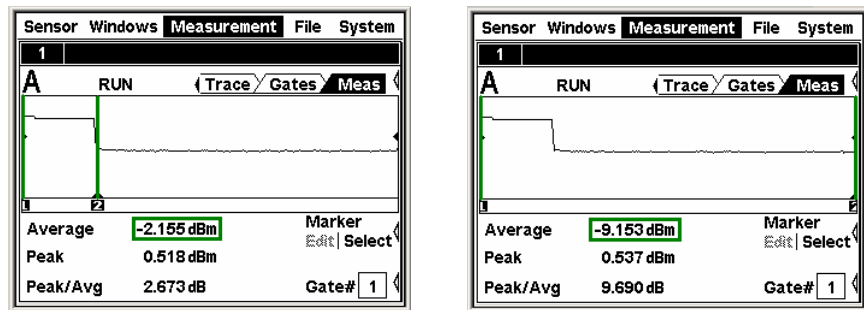 Sensor Windows Measurement File System
1
A RUN Trace Gates Meas
1 2
Average -2.155 dBm Marker
Edit Select
Peak 0.518 dBm
Peak/Avg 2.673 dB Gate# 1
Sensor Windows Measurement File System
1
A RUN Trace Gates Meas
1 2
Average -9.153 dBm Marker
Edit Select
Peak 0.537 dBm
Peak/Avg 9.690 dB Gate# 1